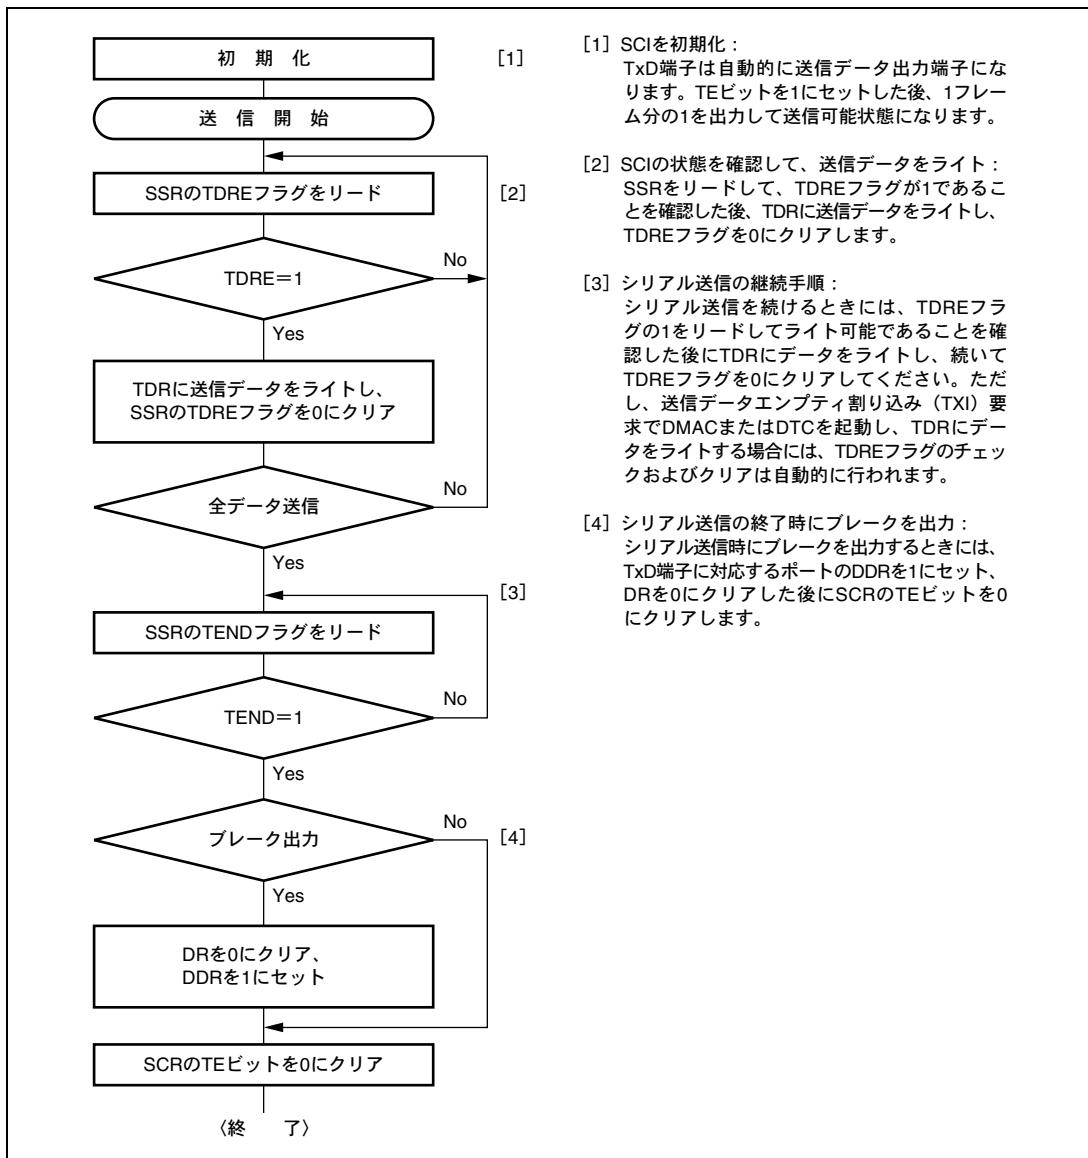 初 期 化
[1]
送 信 開 始
SSRのTDREフラグをリード
[2]
TDRE＝1
No
Yes
TDRに送信データをライトし、
SSRのTDREフラグを0にクリア
全データ送信
No
Yes
[3]
SSRのTENDフラグをリード
TEND＝1
No
Yes
ブレーク出力
No
[4]
Yes
DRを0にクリア、
DDRを1にセット
SCRのTEビットを0にクリア
〈終 了〉
[1] SCIを初期化：
TxD端子は自動的に送信データ出力端子にな
ります。TEビットを1にセットした後、1フレー
ム分の1を出力して送信可能状態になります。
[2] SCIの状態を確認して、送信データをライト：
SSRをリードして、TDREフラグが1であるこ
とを確認した後、TDRに送信データをライトし、
TDREフラグを0にクリアします。
[3] シリアル送信の継続手順：
シリアル送信を続けるときには、TDREフラ
グの1をリードしてライト可能であることを確
認した後にTDRにデータをライトし、続いて
TDREフラグを0にクリアしてください。ただ
し、送信データエンプティ割り込み（TXI）要
求でDMACまたはDTCを起動し、TDRにデー
タをライトする場合には、TDREフラグのチェッ
クおよびクリアは自動的に行われます。
[4] シリアル送信の終了時にブレークを出力：
シリアル送信時にブレークを出力するときには、
TxD端子に対応するポートのDDRを1にセット、
DRを0にクリアした後にSCRのTEビットを0
にクリアします。